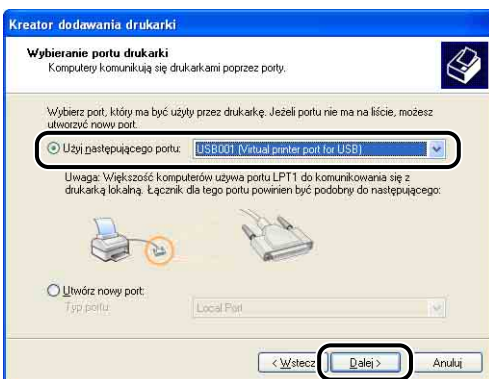 Kreator dodawania drukarki
Wybieranie portu drukarki
Komputery komunikują się drukarkami poprzez porty.
Wybierz port, który ma być użyty przez drukarkę. Jeżeli portu nie ma na liście, możesz
utworzyć nowy port.
Użyj następującego portu: USB001 (Virtual printer port for USB)
Uwaga: Większość komputerów używa portu LPT1 do komunikowania się z
drukarką lokalną. Łącznik dla tego portu powinien być podobny do następującego:
Utwórz nowy port:
Typ portu: Local Port
< Wstecz Dalej > Anuluj